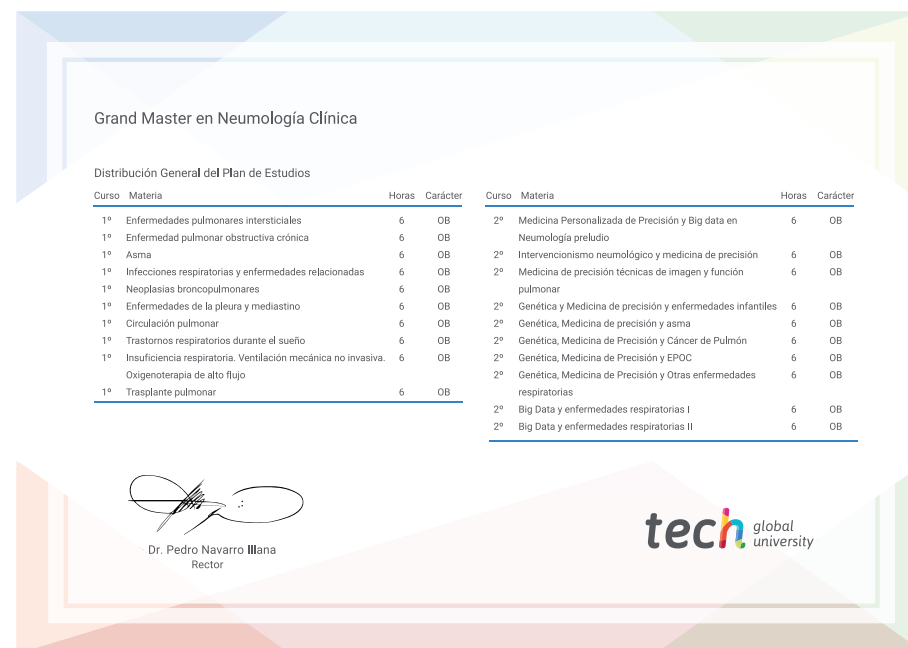 Grand Master en Neumología Clínica
Distribución General del Plan de Estudios
Curso Materia Horas Carácter
1º Enfermedades pulmonares intersticiales 6 OB
1º Enfermedad pulmonar obstructiva crónica 6 OB
1º Asma 6 OB
1º Infecciones respiratorias y enfermedades relacionadas 6 OB
1º Neoplasias broncopulmonares 6 OB
1º Enfermedades de la pleura y mediastino 6 OB
1º Circulación pulmonar 6 OB
1º Trastornos respiratorios durante el sueño 6 OB
1º Insuficiencia respiratoria. Ventilación mecánica no invasiva. 6 OB
Oxigenoterapia de alto flujo
1º Trasplante pulmonar 6 OB
Curso Materia Horas Carácter
2º Medicina Personalizada de Precisión y Big data en 6 OB
Neumología preludio
2º Intervencionismo neumológico y medicina de precisión 6 OB
2º Medicina de precisión técnicas de imagen y función 6 OB
pulmonar
2º Genética y Medicina de precisión y enfermedades infantiles 6 OB
2º Genética, Medicina de precisión y asma 6 OB
2º Genética, Medicina de Precisión y Cáncer de Pulmón 6 OB
2º Genética, Medicina de Precisión y EPOC 6 OB
2º Genética, Medicina de Precisión y Otras enfermedades 6 OB
respiratorias
2º Big Data y enfermedades respiratorias I 6 OB
2º Big Data y enfermedades respiratorias II 6 OB
Dr. Pedro Navarro Illana
Rector
tech global
university